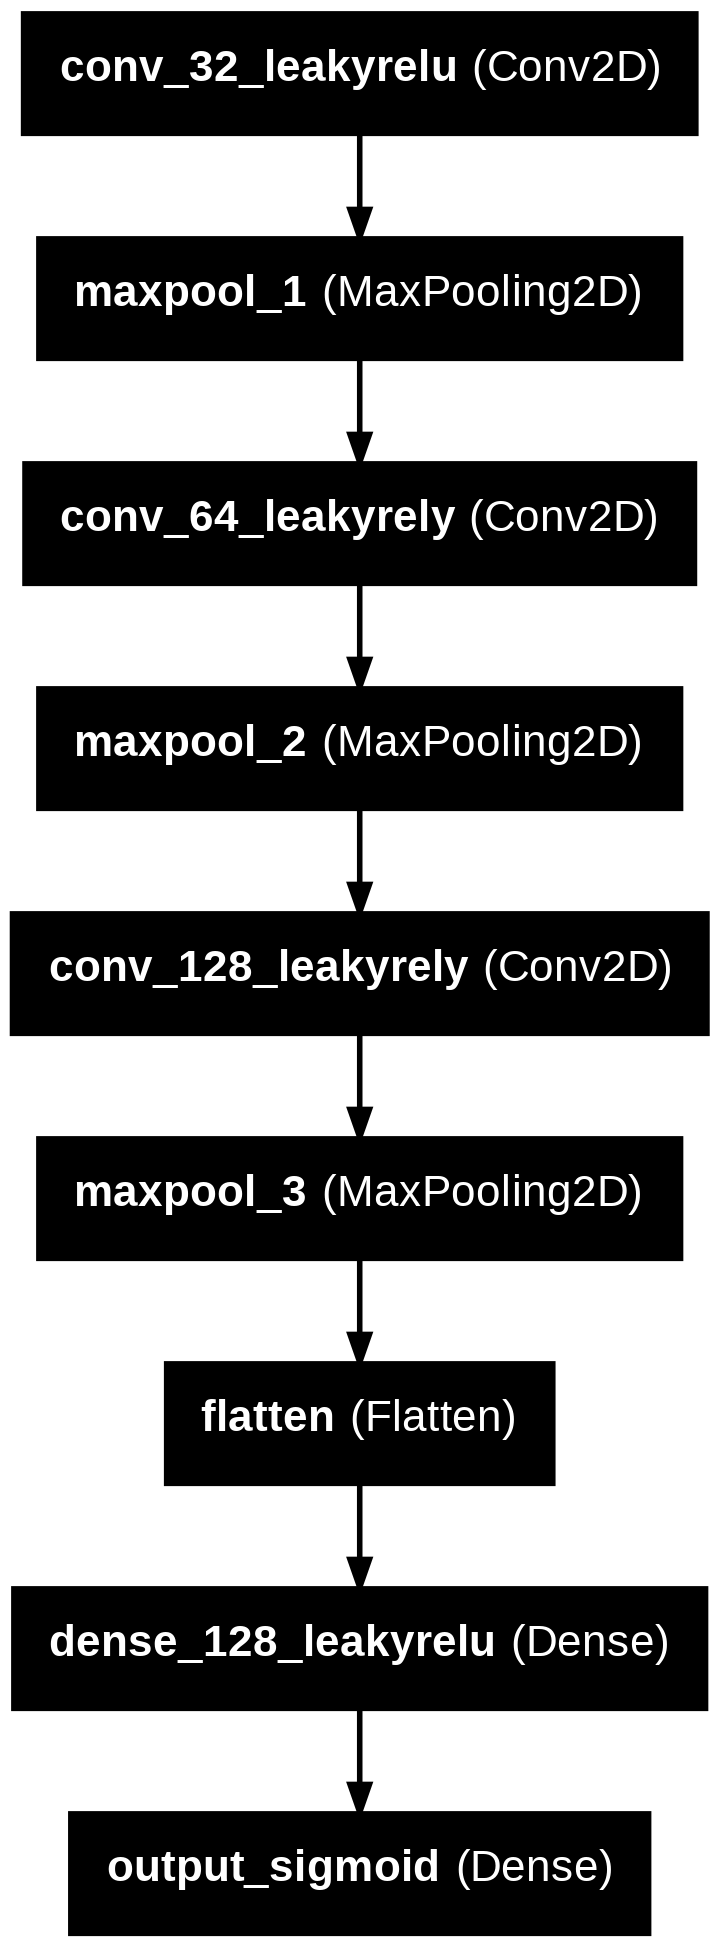 conv_32_leakyrelu (Conv2D)
maxpool_1 (MaxPooling2D)
conv_64_leakyrely (Conv2D)
maxpool_2 (MaxPooling2D)
conv_128_leakyrely (Conv2D)
maxpool_3 (MaxPooling2D)
flatten (Flatten)
dense_128_leakyrelu (Dense)
output_sigmoid (Dense)